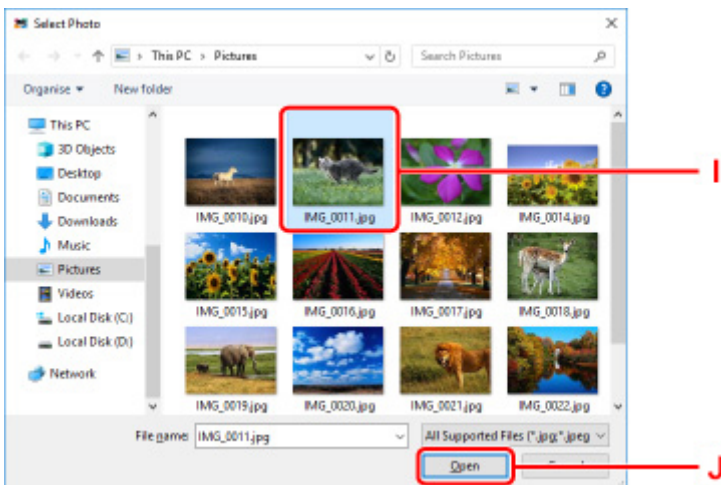 Select Photo
This PC > Pictures
Search Pictures
Organise
New folder
This PC
3D Objects
Desktop
Documents
Downloads
Music
Pictures
Videos
Local Disk (C:)
Local Disk (D:)
Network
IMG_0010.jpg IMG_0011.jpg IMG_0012.jpg IMG_0014.jpg
IMG_0015.jpg IMG_0016.jpg IMG_0017.jpg IMG_0018.jpg
IMG_0019.jpg IMG_0020.jpg IMG_0021.jpg IMG_0022.jpg
I
File name: IMG_0011.jpg
All Supported Files (*.jpg;*.jpeg
Open
J